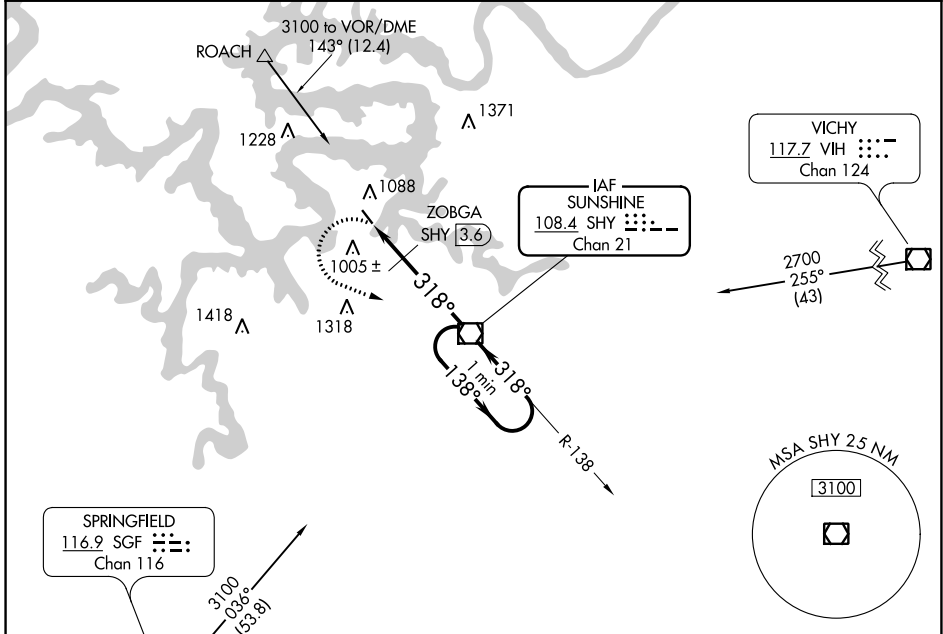 3100 to VOR/DME
143° (12.4)
ROACH
1371
1228
VICHY
117.7 VIH
Chan 124
1088
IAF
SUNSHINE
108.4 SHY
Chan 21
ZOBGA
SHY 3.6
1005 ±
2700
255°
(43)
318°
1418
1318
318°
1 min
138°
R-138
MSA SHY 25 NM
3100
SPRINGFIELD
116.9 SGF
Chan 116
3100
036°
(53.8)